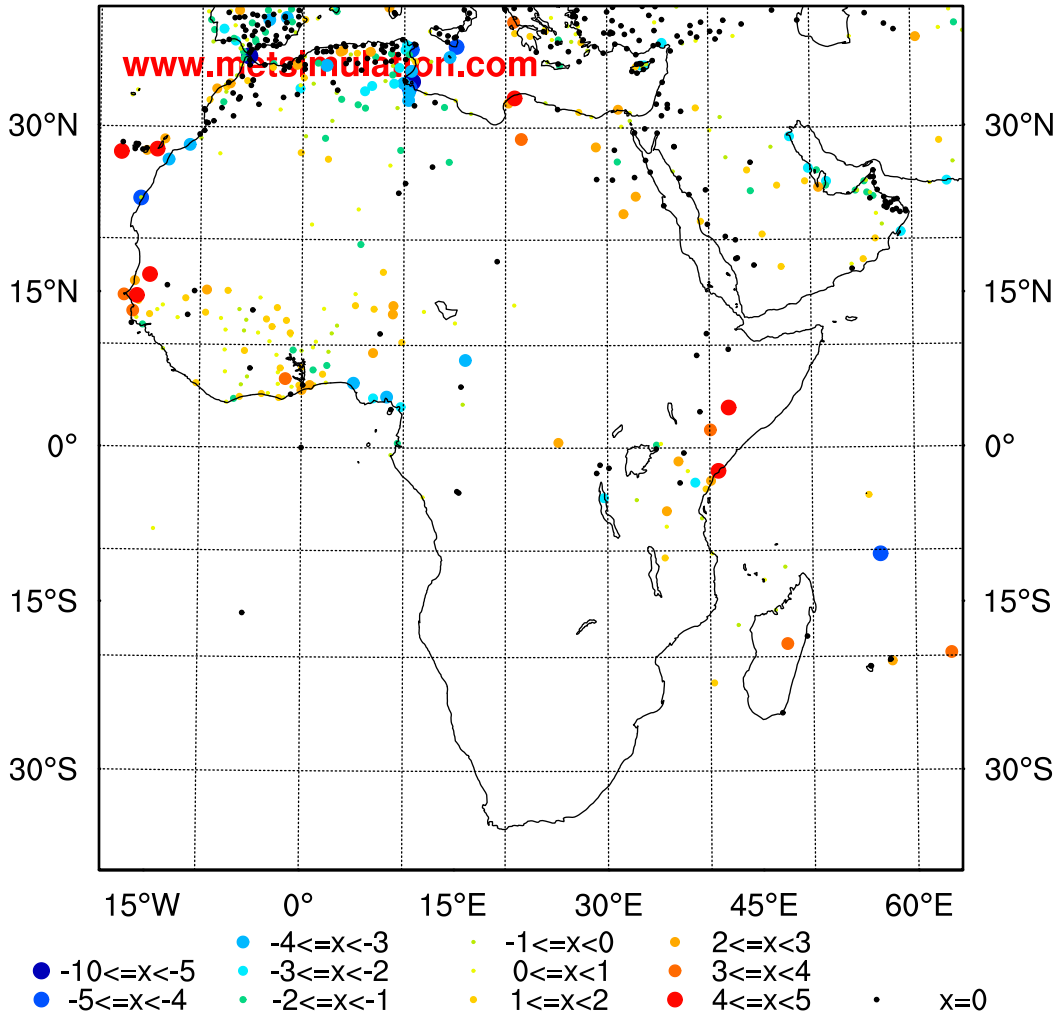 www.metsimulation.com
30°N 30°N
15°N 15°N
0° 0°
15°S 15°S
30°S 30°S
15°W 0° 15°E 30°E 45°E 60°E
-4<=x<-3 -1<=x<0 2<=x<3
-10<=x<-5 -3<=x<-2 0<=x<1 3<=x<4
-5<=x<-4 -2<=x<-1 1<=x<2 4<=x<5 x=0